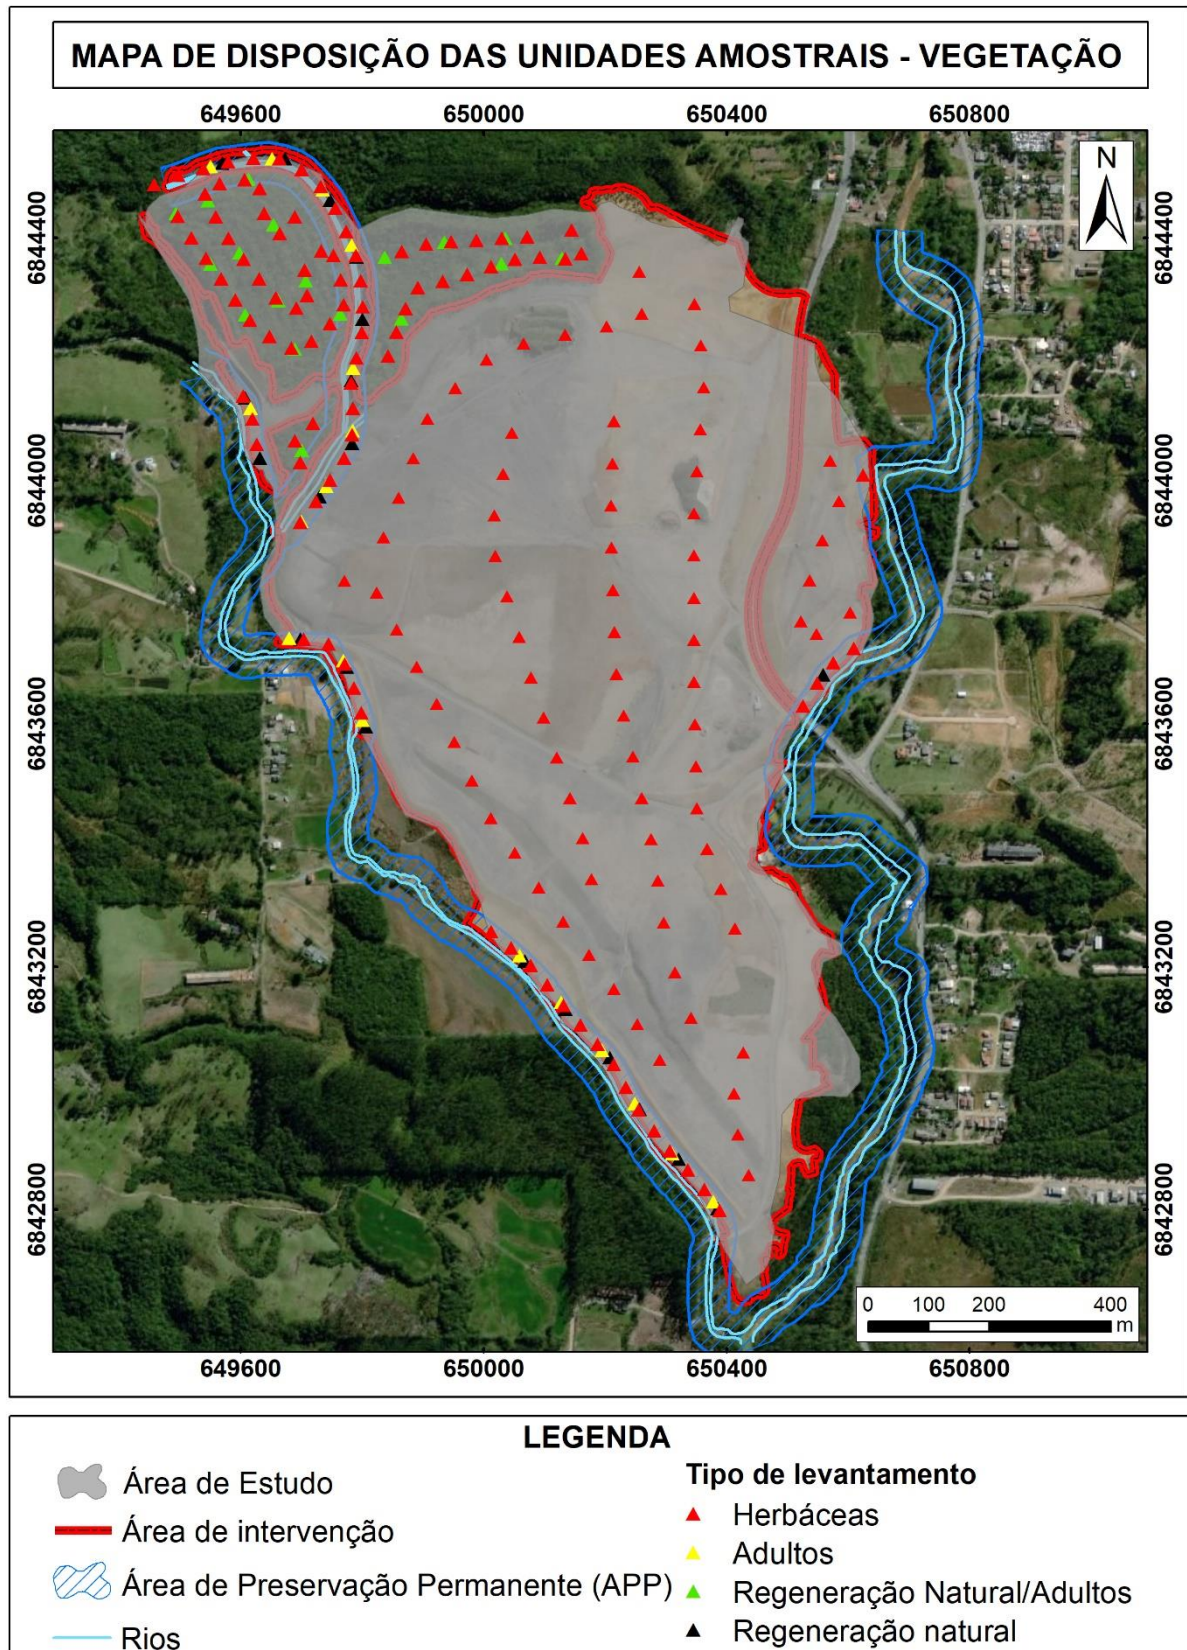 MAPA DE DISPOSIÇÃO DAS UNIDADES AMOSTRAIS - VEGETAÇÃO
649600 650000 650400 650800
N
6844400 6844400
6844000 6844000
6843600 6843600
6843200 6843200
6842800 6842800
0 100 200 400
m
649600 650000 650400 650800
LEGENDA
Área de Estudo
Área de intervenção
Área de Preservação Permanente (APP)
Rios
Tipo de levantamento
Herbáceas
Adultos
Regeneração Natural/Adultos
Regeneração natural